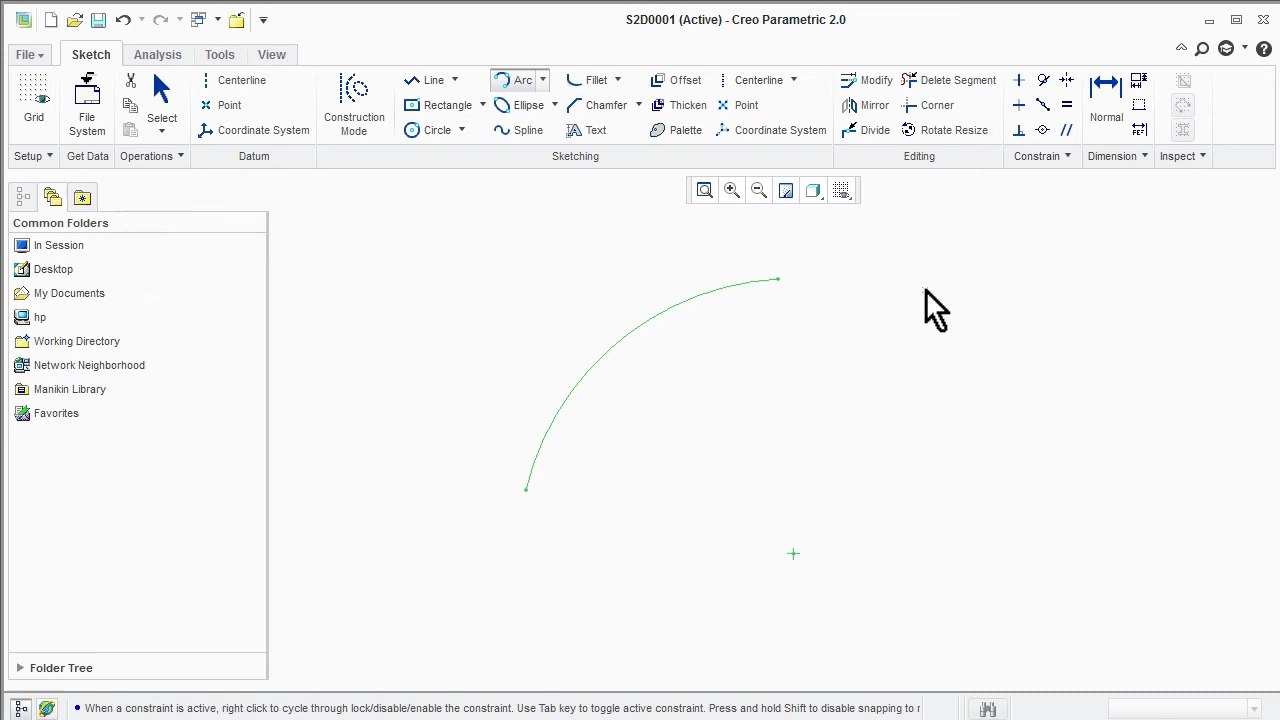 S2D0001 (Active) - Creo Parametric 2.0
File Sketch Analysis Tools View
Grid
Setup
File System
Get Data
Select
Operations
Centerline
Point
Coordinate System
Datum
Construction Mode
Line Arc Fillet Offset Centerline
Rectangle Ellipse Chamfer Thicken Point
Circle Spline Text Palette Coordinate System
Sketching
Modify Delete Segment
Mirror Corner
Divide Rotate Resize
Editing
Constrain
Normal
Dimension
Inspect
Common Folders
In Session
Desktop
My Documents
hp
Working Directory
Network Neighborhood
Manikin Library
Favorites
Folder Tree
When a constraint is active, right click to cycle through lock/disable/enable the constraint. Use Tab key to toggle active constraint. Press and hold Shift to disable snapping to